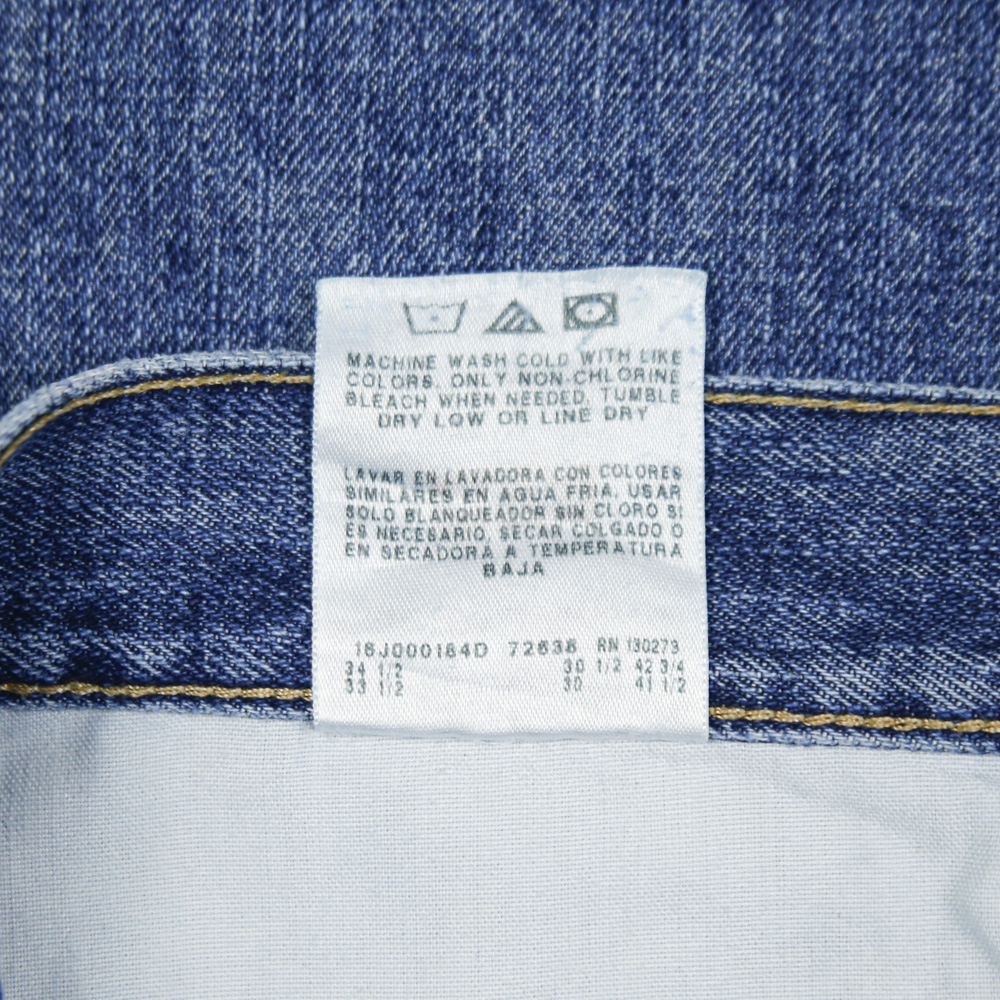 MACHINE WASH COLD WITH LIKE
COLORS. ONLY NON-CHLORINE
BLEACH WHEN NEEDED. TUMBLE
DRY LOW OR LINE DRY
LAVAR EN LAVADORA CON COLORES
SIMILARES EN AGUA FRIA. USAR
SOLO BLANQUEADOR SIN CLORO SI
ES NECESARIO. SECAR COLGADO O
EN SECADORA A TEMPERATURA
BAJA
16J000184D 72636 RN 130273
34 1/2 30 1/2 42 3/4
33 1/2 30 41 1/2